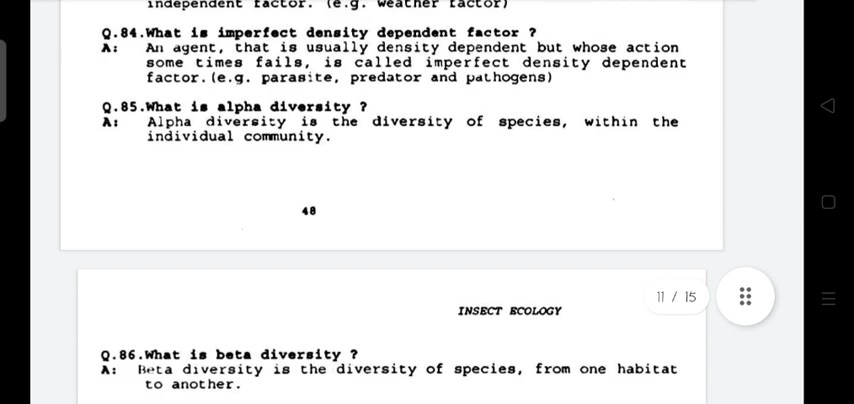 independent factor. (e.g. weather factor)
Q.84.What is imperfect density dependent factor ?
A: An agent, that is usually density dependent but whose action
some times fails, is called imperfect density dependent
factor.(e.g. parasite, predator and pathogens)
Q.85.What is alpha diversity ?
A: Alpha diversity is the diversity of species, within the
individual community.
48
11 / 15
INSECT ECOLOGY
Q.86.What is beta diversity ?
A: Beta diversity is the diversity of species, from one habitat
to another.